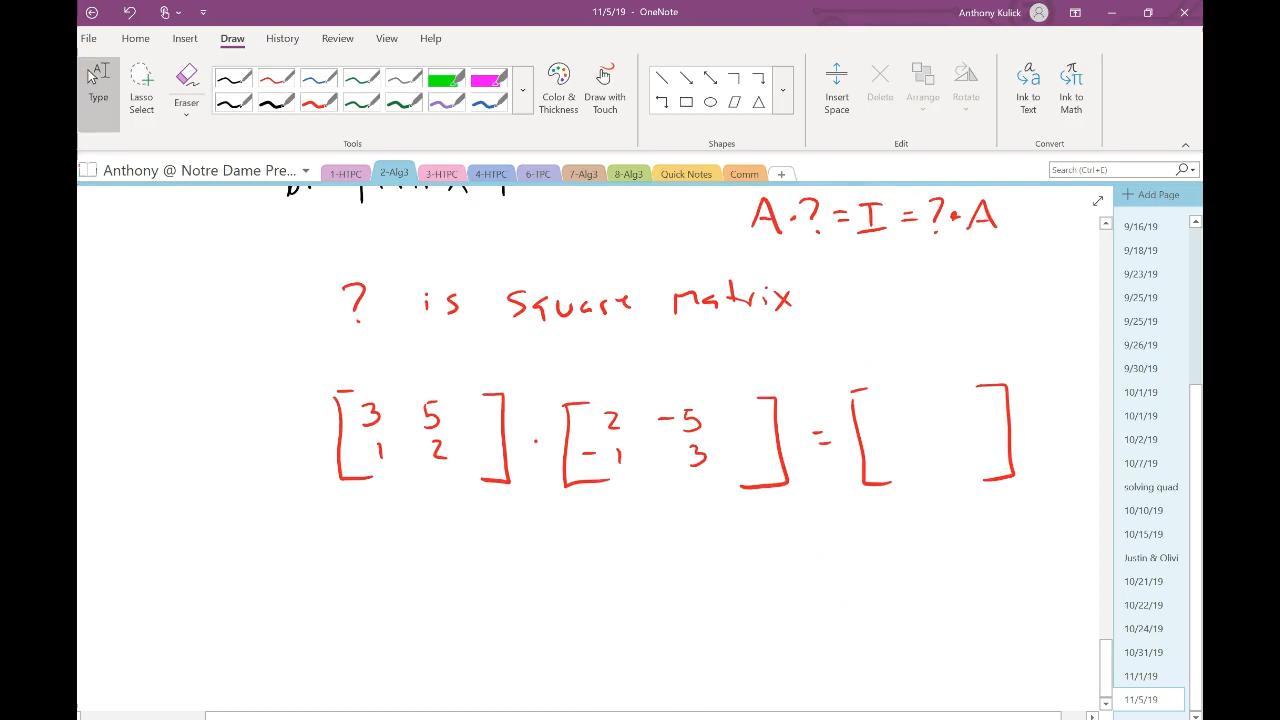 11/5/19 - OneNote
Anthony Kulick
File Home Insert Draw History Review View Help
Type
Lasso Select
Eraser
Color & Thickness
Draw with Touch
Insert Space
Delete
Arrange
Rotate
Ink to Text
Ink to Math
Tools
Shapes
Edit
Convert
Anthony @ Notre Dame Pre...
1-HTPC 2-Alg3 3-HTPC 4-HTPC 6-TPC 7-Alg3 8-Alg3 Quick Notes Comm
Search (Ctrl+E)
Add Page
A·? = I = ?·A
? is square matrix
[3 5 · [2 -5 = [ ]
1 2] -1 3]
9/16/19
9/18/19
9/23/19
9/25/19
9/25/19
9/26/19
9/30/19
10/1/19
10/1/19
10/2/19
10/7/19
solving quad
10/10/19
10/15/19
Justin & Olivi
10/21/19
10/22/19
10/24/19
10/31/19
11/1/19
11/5/19